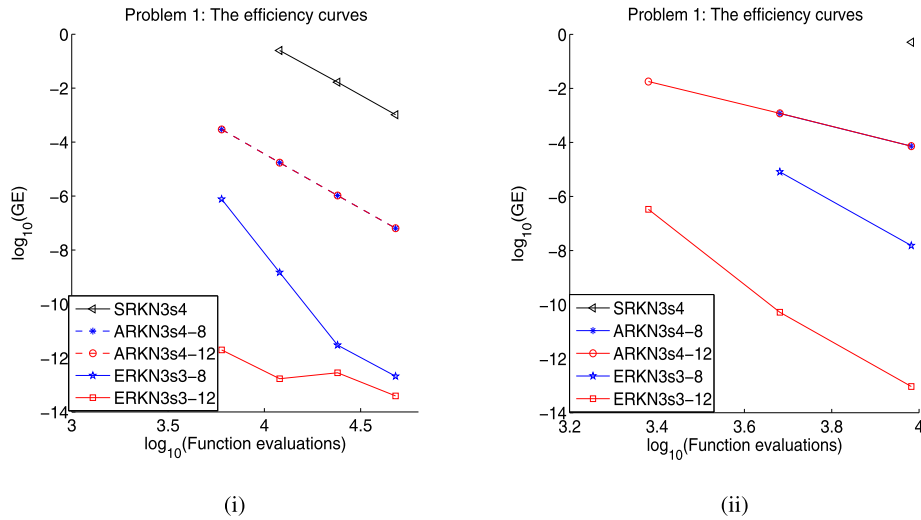 Problem 1: The efficiency curves
0
−2
−4
−6
−8
−10
−12
−14
log10(GE)
SRKN3s4
ARKN3s4−8
ARKN3s4−12
ERKN3s3−8
ERKN3s3−12
3
3.5
4
4.5
log10(Function evaluations)
(i)
Problem 1: The efficiency curves
0
−2
−4
−6
−8
−10
−12
−14
log10(GE)
SRKN3s4
ARKN3s4−8
ARKN3s4−12
ERKN3s3−8
ERKN3s3−12
3.2
3.4
3.6
3.8
4
log10(Function evaluations)
(ii)